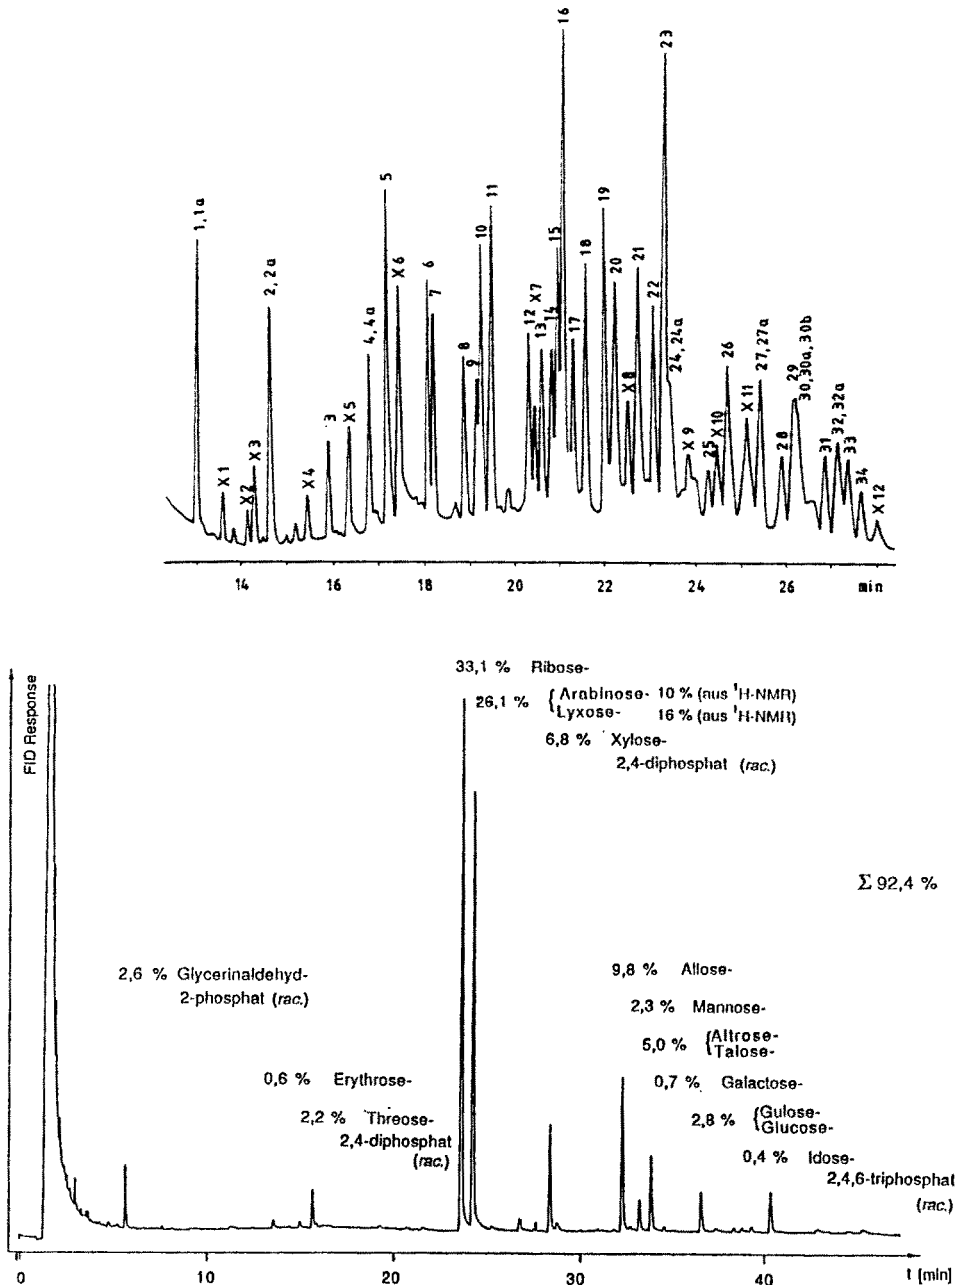 1,1a
X1
X2
X3
2,2a
X4
3
X5
4,4a
5
X6
6
7
8
9
10
11
12
X7
13
14
15
16
17
18
19
20
X8
21
22
23
24,24a
X9
25
X10
26
X11
27,27a
28
29
30,30a,30b
31
32,32a
33
34
X12
14 16 18 20 22 24 26 min
FID Response
33,1 % Ribose-
26,1 % {Arabinose- 10 % (aus ¹H-NMR)
Lyxose- 16 % (aus ¹H-NMR)
6,8 % Xylose-
2,4-diphosphat (rac.)
Σ 92,4 %
2,6 % Glycerinaldehyd-
2-phosphat (rac.)
9,8 % Allose-
2,3 % Mannose-
5,0 % {Altrose-
Talose-
0,6 % Erythrose-
0,7 % Galactose-
2,2 % Threose-
2,4-diphosphat
(rac.)
2,8 % {Gulose-
Glucose-
0,4 % Idose-
2,4,6-triphosphat
(rac.)
0 10 20 30 40 t [min]